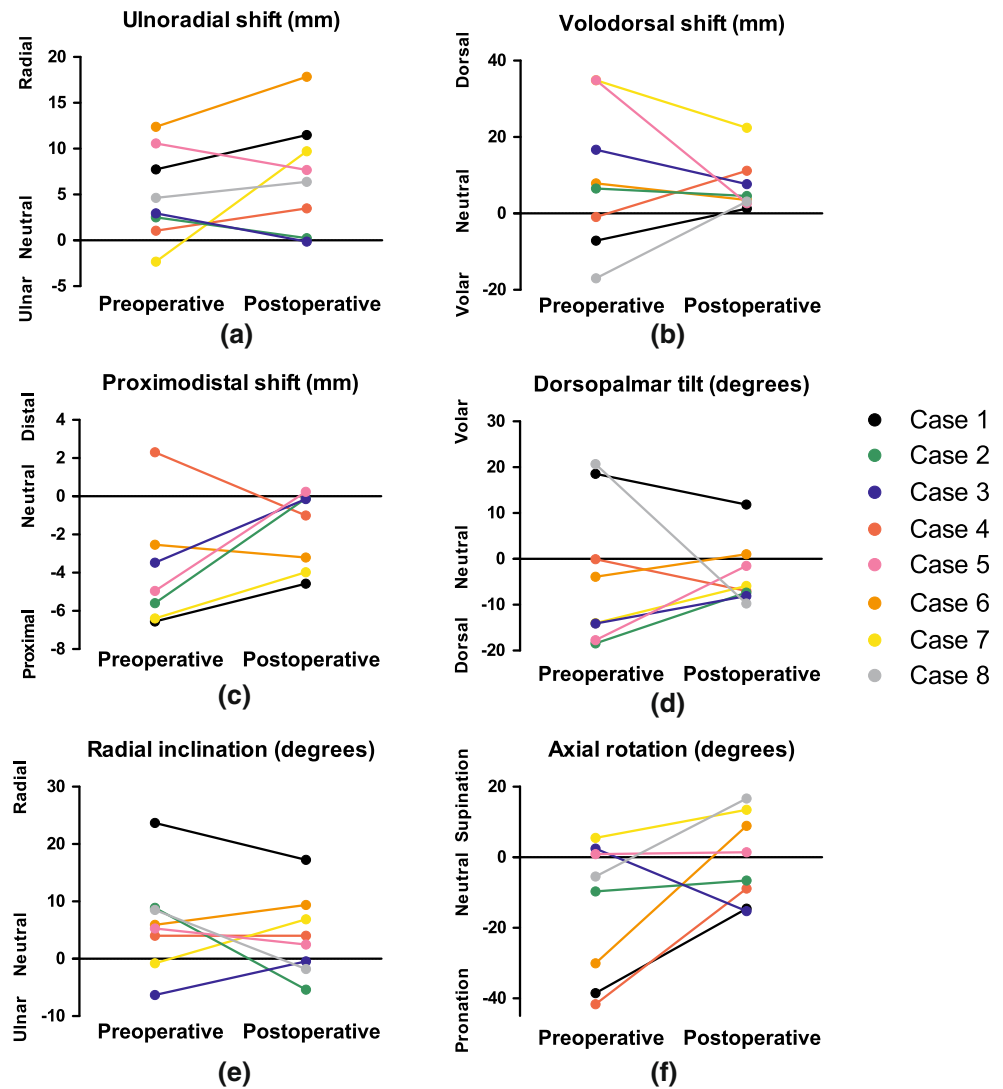 Ulnoradial shift (mm)
Radial
Neutral
Ulnar
20
15
10
5
0
-5
Preoperative Postoperative
(a)
Volodorsal shift (mm)
Dorsal
Neutral
Volar
40
20
0
-20
Preoperative Postoperative
(b)
Proximodistal shift (mm)
Distal
Neutral
Proximal
4
2
0
-2
-4
-6
-8
Preoperative Postoperative
(c)
Dorsopalmar tilt (degrees)
Volar
Neutral
Dorsal
30
20
10
0
-10
-20
Preoperative Postoperative
(d)
Case 1
Case 2
Case 3
Case 4
Case 5
Case 6
Case 7
Case 8
Radial inclination (degrees)
Radial
Neutral
Ulnar
30
20
10
0
-10
Preoperative Postoperative
(e)
Axial rotation (degrees)
Supination
Neutral
Pronation
20
0
-20
-40
Preoperative Postoperative
(f)